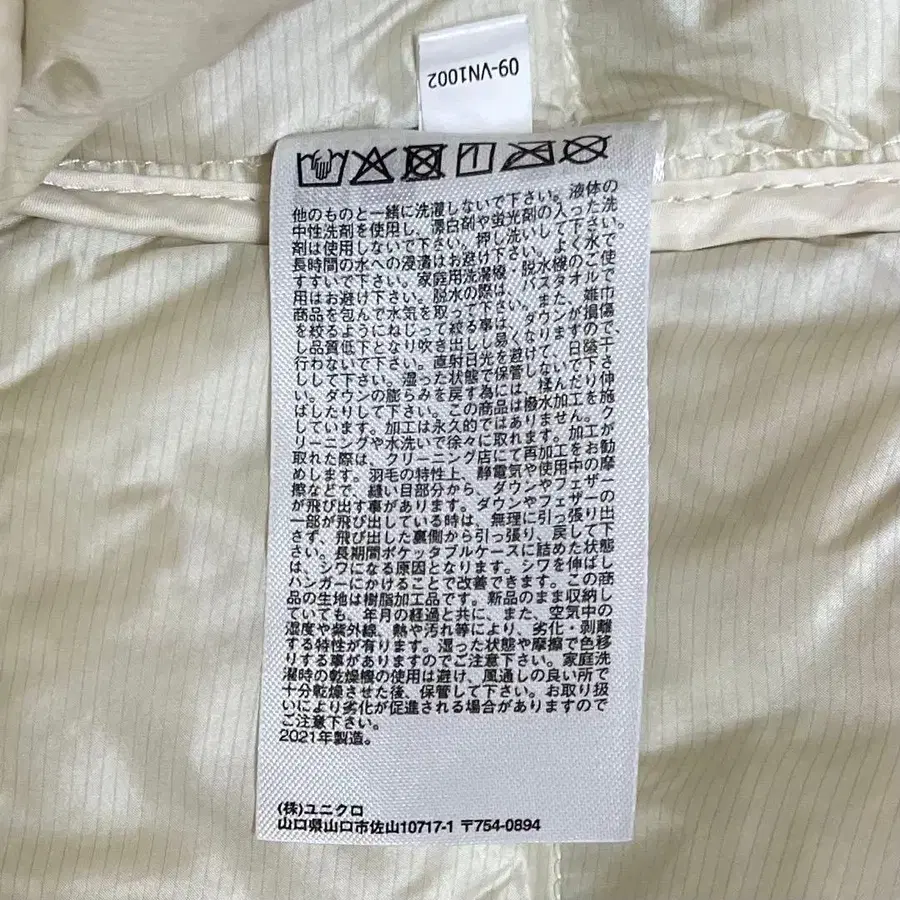 09-VN1002
他のものと一緒に洗濯しないで下さい。液体の
中性洗剤を使用し、漂白剤や蛍光剤の入った洗
剤は使用しないで下さい。押し洗いして下さい。
長時間の水への浸漬はお避け下さい。よく水で
すすいで下さい。家庭用洗濯機・脱水機のご使
用はお避け下さい。脱水の際は、バスタオルで
商品を包んで水気を取って下さい。また、雑巾
を絞るようにねじって絞る事は、ダウンが損傷
し品質低下となり吹き出しし易くなりますので、
行わないで下さい。直射日光を避けて、日陰干
しして下さい。湿った状態で保管しないで下さ
い。ダウンの膨らみを戻す為には、揉んだり伸
ばしたりして下さい。この商品は撥水加工を施
しています。加工は永久的ではありません。ク
リーニングや水洗いで徐々に取れます。加工が
取れた際は、クリーニング店にて再加工をお勧
めします。羽毛の特性上、静電気や使用中の摩
擦などで、縫い目部分から、ダウンやフェザー
が飛び出す事があります。ダウンやフェザーの
一部が飛び出している時は、無理に引っ張り出
さず、飛び出した裏側から引っ張り、戻して下
さい。長期間ポケッタブルケースに詰めた状態
は、シワになる原因となります。シワを伸ばし
ハンガーにかけることで改善できます。この商
品の生地は樹脂加工品です。新品のまま収納し
ていても、年月の経過と共に、また、空気中の
湿度や紫外線、熱や汚れ等により、劣化・剥離
する特性が有ります。湿った状態や摩擦で色移
りする事がありますのでご注意下さい。家庭洗
濯時の乾燥機の使用は避け、風通しの良い所で
十分乾燥させた後、保管して下さい。お取り扱
いにより劣化が促進される場合がありますので
ご注意下さい。
2021年製造。
(株)ユニクロ
山口県山口市佐山10717-1 〒754-0894